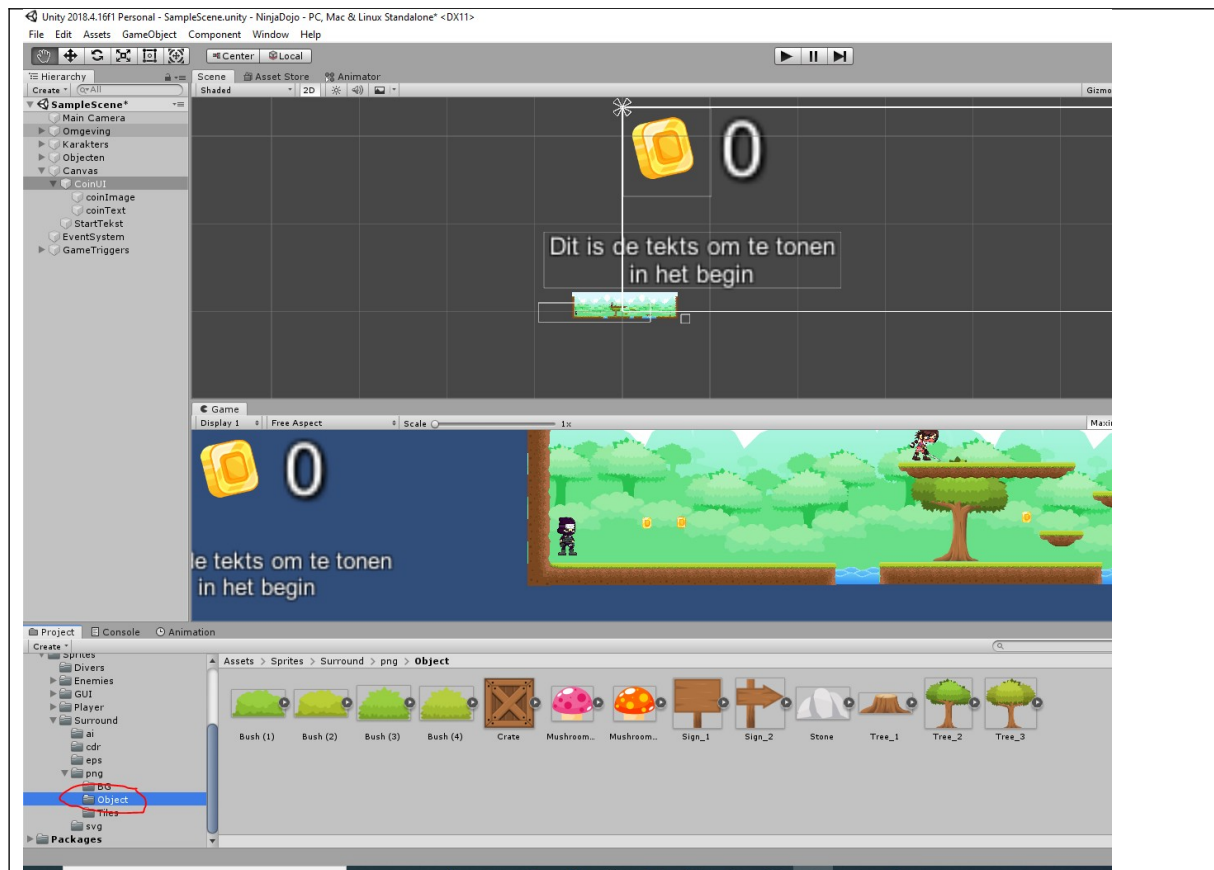 Unity 2018.4.16f1 Personal - SampleScene.unity - NinjaDojo - PC, Mac & Linux Standalone* <DX11>
File Edit Assets GameObject Component Window Help
Center Local
Hierarchy
Create All
SampleScene*
Main Camera
Omgeving
Karakters
Objecten
Canvas
CoinUI
coinImage
coinText
StartTekst
EventSystem
GameTriggers
Scene Asset Store Animator
Shaded 2D Gizmo
0
Dit is de tekts om te tonen
in het begin
Game
Display 1 Free Aspect Scale 1x Maxi
0
le tekts om te tonen
in het begin
Project Console Animation
Create
Sprites
Divers
Enemies
GUI
Player
Surround
ai
cdr
eps
png
BG
Object
Tiles
svg
Packages
Assets > Sprites > Surround > png > Object
Bush (1) Bush (2) Bush (3) Bush (4) Crate Mushroom... Mushroom... Sign_1 Sign_2 Stone Tree_1 Tree_2 Tree_3